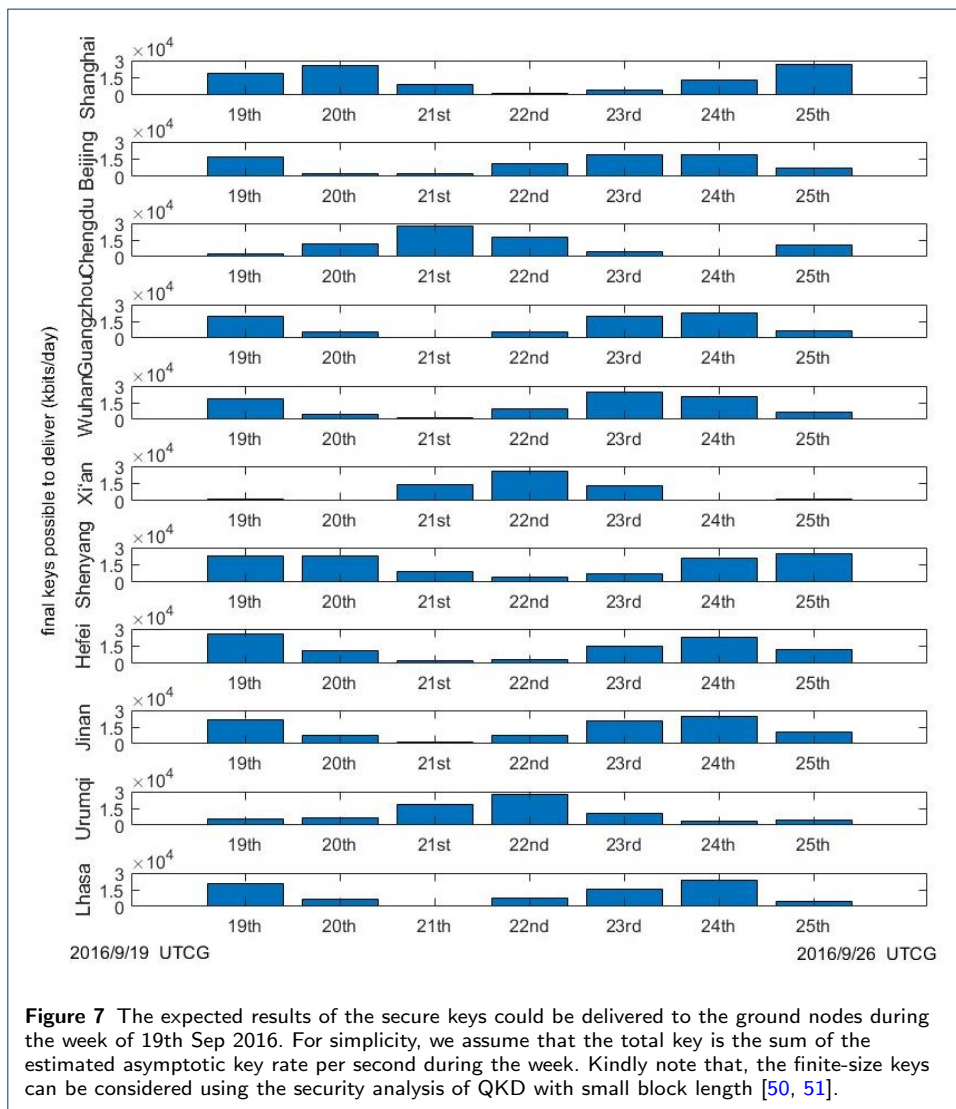 ×10⁴
3
1.5
0
Shanghai
19th 20th 21st 22nd 23rd 24th 25th
×10⁴
3
1.5
0
Beijing
19th 20th 21st 22nd 23rd 24th 25th
×10⁴
3
1.5
0
Chengdu
19th 20th 21st 22nd 23rd 24th 25th
×10⁴
3
1.5
0
Guangzhou
19th 20th 21st 22nd 23rd 24th 25th
×10⁴
3
1.5
0
Wuhan
19th 20th 21st 22nd 23rd 24th 25th
×10⁴
3
1.5
0
Xi'an
19th 20th 21st 22nd 23rd 24th 25th
×10⁴
3
1.5
0
Shenyang
19th 20th 21st 22nd 23rd 24th 25th
×10⁴
3
1.5
0
Hefei
19th 20th 21st 22nd 23rd 24th 25th
×10⁴
3
1.5
0
Jinan
19th 20th 21st 22nd 23rd 24th 25th
×10⁴
3
1.5
0
Urumqi
19th 20th 21st 22nd 23rd 24th 25th
×10⁴
3
1.5
0
Lhasa
19th 20th 21th 22nd 23rd 24th 25th
final keys possible to deliver (kbits/day)
2016/9/19 UTCG 2016/9/26 UTCG
Figure 7 The expected results of the secure keys could be delivered to the ground nodes during
the week of 19th Sep 2016. For simplicity, we assume that the total key is the sum of the
estimated asymptotic key rate per second during the week. Kindly note that, the finite-size keys
can be considered using the security analysis of QKD with small block length [50, 51].